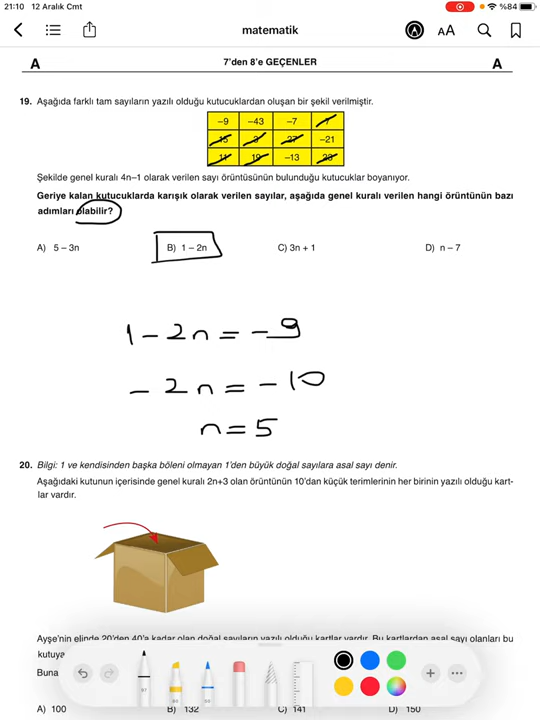 21:10 12 Aralık Cmt %84
matematik
AA
A 7'den 8'e GEÇENLER A
19. Aşağıda farklı tam sayıların yazılı olduğu kutucuklardan oluşan bir şekil verilmiştir.
–9 –43 –7 7
15 3 27 –21
11 19 –13 23
Şekilde genel kuralı 4n–1 olarak verilen sayı örüntüsünün bulunduğu kutucuklar boyanıyor.
Geriye kalan kutucuklarda karışık olarak verilen sayılar, aşağıda genel kuralı verilen hangi örüntünün bazı
adımları olabilir?
A) 5 – 3n B) 1 – 2n C) 3n + 1 D) n – 7
1 – 2n = – 9
– 2n = – 10
n = 5
20. Bilgi: 1 ve kendisinden başka böleni olmayan 1'den büyük doğal sayılara asal sayı denir.
Aşağıdaki kutunun içerisinde genel kuralı 2n+3 olan örüntünün 10'dan küçük terimlerinin her birinin yazılı olduğu kart-
lar vardır.
Ayşe'nin elinde 20'den 40'a kadar olan doğal sayıların yazılı olduğu kartlar vardır. Bu kartlardan asal sayı olanları bu
kutuya
Buna
A) 100 B) 132 C) 141 D) 150